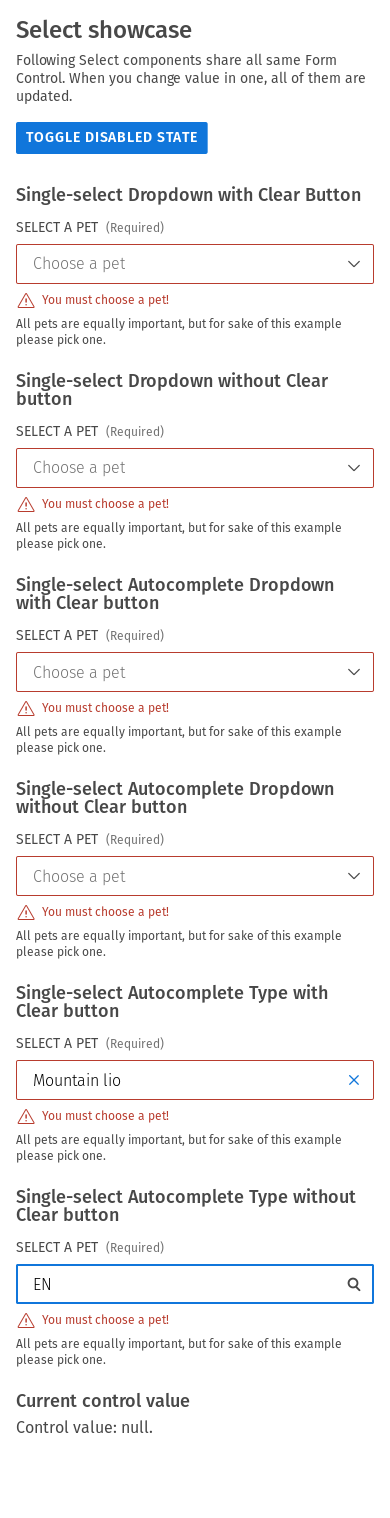 Select showcase
Following Select components share all same Form
Control. When you change value in one, all of them are
updated.
TOGGLE DISABLED STATE
Single-select Dropdown with Clear Button
SELECT A PET (Required)
Choose a pet
You must choose a pet!
All pets are equally important, but for sake of this example
please pick one.
Single-select Dropdown without Clear
button
SELECT A PET (Required)
Choose a pet
You must choose a pet!
All pets are equally important, but for sake of this example
please pick one.
Single-select Autocomplete Dropdown
with Clear button
SELECT A PET (Required)
Choose a pet
You must choose a pet!
All pets are equally important, but for sake of this example
please pick one.
Single-select Autocomplete Dropdown
without Clear button
SELECT A PET (Required)
Choose a pet
You must choose a pet!
All pets are equally important, but for sake of this example
please pick one.
Single-select Autocomplete Type with
Clear button
SELECT A PET (Required)
Mountain lio
You must choose a pet!
All pets are equally important, but for sake of this example
please pick one.
Single-select Autocomplete Type without
Clear button
SELECT A PET (Required)
EN
You must choose a pet!
All pets are equally important, but for sake of this example
please pick one.
Current control value
Control value: null.